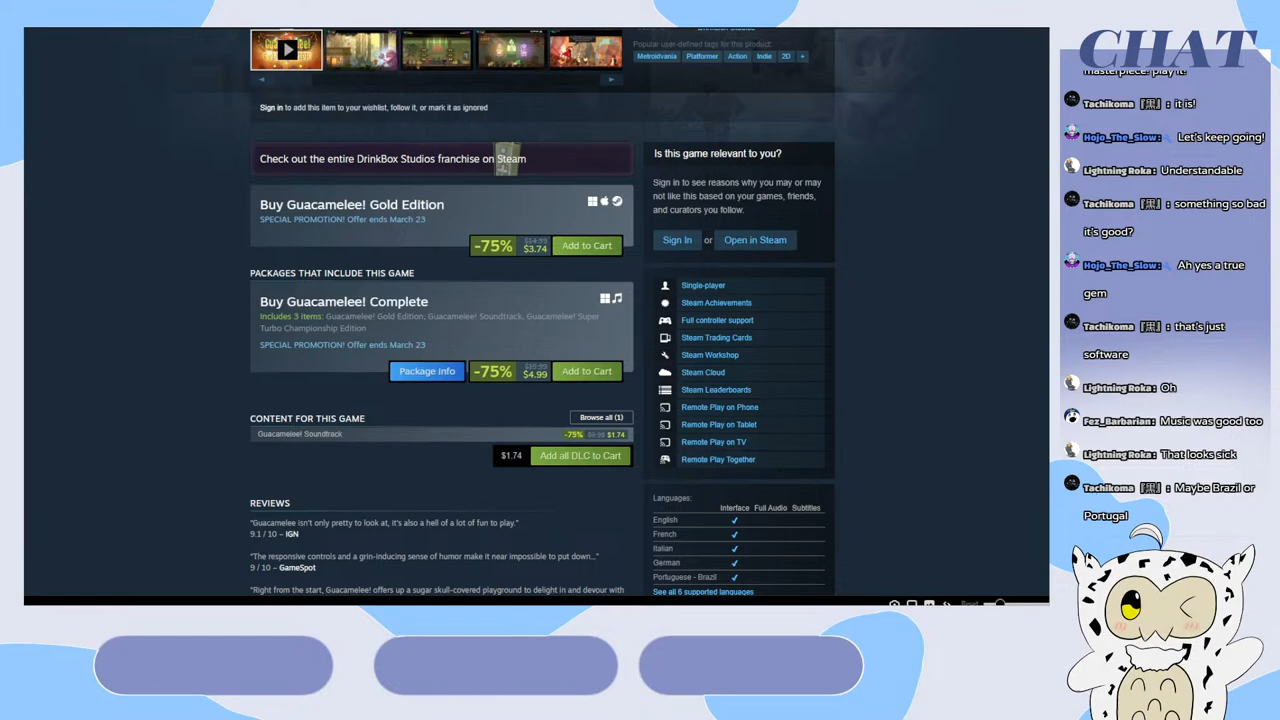 CHAT
DrinkBox Studios
Popular user-defined tags for this product:
Metroidvania Platformer Action Indie 2D +
Sign in to add this item to your wishlist, follow it, or mark it as ignored
Check out the entire DrinkBox Studios franchise on Steam
Buy Guacamelee! Gold Edition
SPECIAL PROMOTION! Offer ends March 23
-75% $14.99 $3.74 Add to Cart
PACKAGES THAT INCLUDE THIS GAME
Buy Guacamelee! Complete
Includes 3 items: Guacamelee! Gold Edition, Guacamelee! Soundtrack, Guacamelee! Super
Turbo Championship Edition
SPECIAL PROMOTION! Offer ends March 23
Package info -75% $19.99 $4.99 Add to Cart
CONTENT FOR THIS GAME Browse all (1)
Guacamelee! Soundtrack -75% $6.99 $1.74
$1.74 Add all DLC to Cart
REVIEWS
"Guacamelee isn't only pretty to look at, it's also a hell of a lot of fun to play."
9.1 / 10 – IGN
"The responsive controls and a grin-inducing sense of humor make it near impossible to put down..."
9 / 10 – GameSpot
"Right from the start, Guacamelee! offers up a sugar skull-covered playground to delight in and devour with
Is this game relevant to you?
Sign in to see reasons why you may or may
not like this based on your games, friends,
and curators you follow.
Sign In or Open in Steam
Single-player
Steam Achievements
Full controller support
Steam Trading Cards
Steam Workshop
Steam Cloud
Steam Leaderboards
Remote Play on Phone
Remote Play on Tablet
Remote Play on TV
Remote Play Together
Languages:
Interface Full Audio Subtitles
English ✔
French ✔
Italian ✔
German ✔
Portuguese - Brazil ✔
See all 6 supported languages
masterpiece. play it!
Tachikoma 『黒』 : it is!
Hojo_The_Slow: Let's keep going!
Lightning Roka : Understandable
Tachikoma 『黒』 : something so bad
it's good?
Hojo_The_Slow: Ah yes a true
gem
Tachikoma 『黒』 : that's just
software
Lightning Roka : Oh
Fez_Barbarian: Music was good too
Lightning Roka : That looks sick
Tachikoma 『黒』 : Maybe Brazil or
Portugal